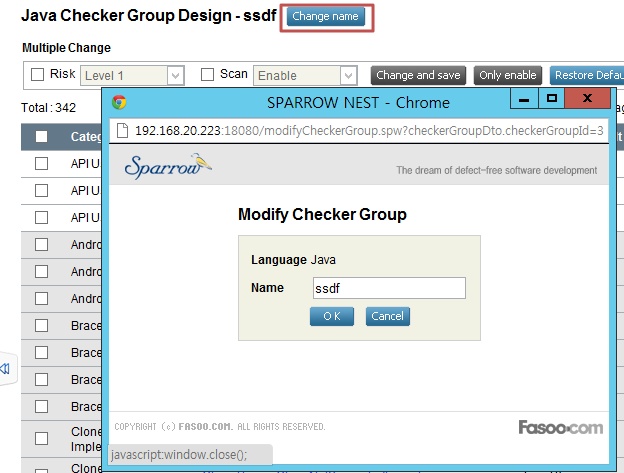 Java Checker Group Design - ssdf Change name
Multiple Change
Risk Level 1 Scan Enable Change and save Only enable Restore Defau
Total : 342
SPARROW NEST - Chrome
192.168.20.223:18080/modifyCheckerGroup.spw?checkerGroupDto.checkerGroupId=3
Sparrow
The dream of defect-free software development
Modify Checker Group
Language Java
Name ssdf
O K Cancel
COPYRIGHT (c) FASOO.COM. ALL RIGHTS RESERVED.
Fasoo.com
javascript:window.close();
Categ
API U
API U
API U
Andro
Andro
Andro
Brace
Brace
Brace
Brace
Clone
Imple
Clone